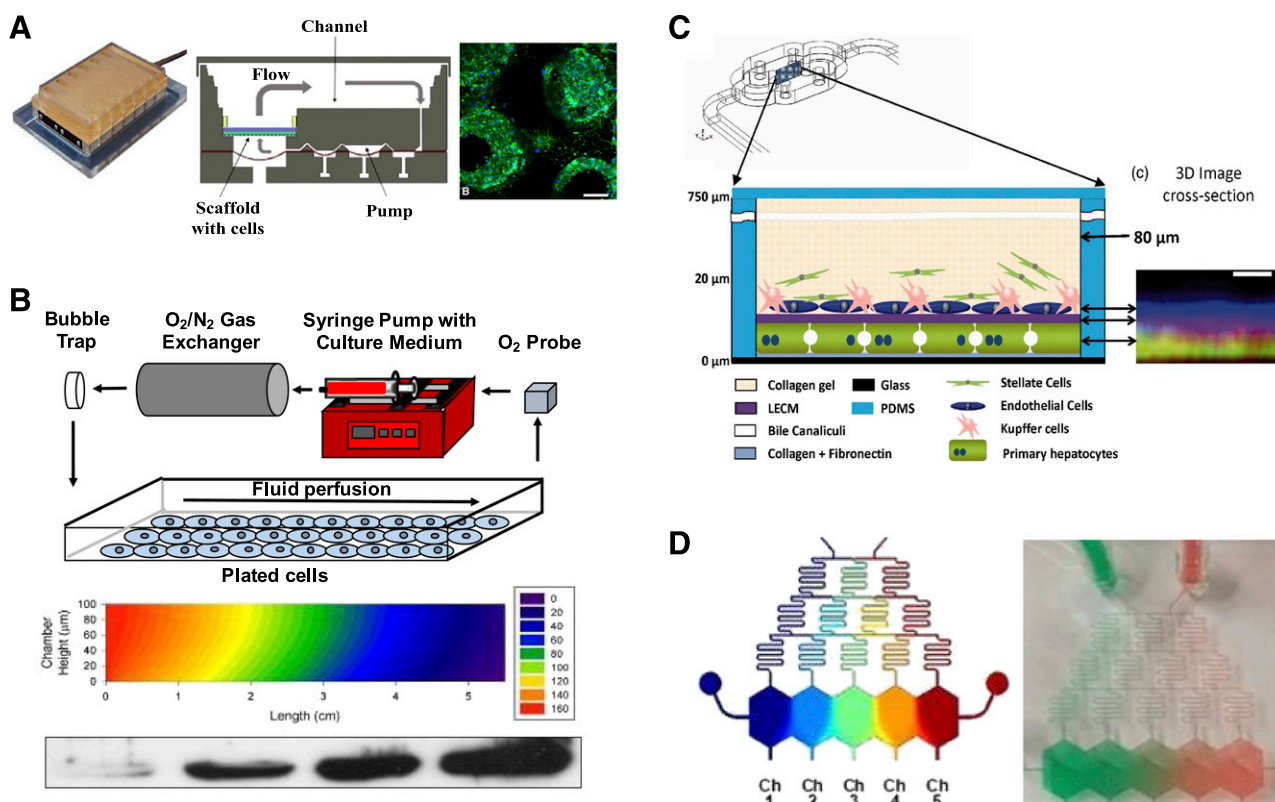 A
Channel
Flow
Scaffold
with cells
Pump
B
B
Bubble
Trap
O₂/N₂ Gas
Exchanger
Syringe Pump with
Culture Medium
O₂ Probe
Fluid perfusion
Plated cells
Chamber
Height (µm)
100
80
60
40
20
0
0
1
2
3
4
5
Length (cm)
0
20
40
60
80
100
120
140
160
C
(c)
3D Image
cross-section
750 µm
80 µm
20 µm
0 µm
Collagen gel
Glass
Stellate Cells
LECM
PDMS
Endothelial Cells
Bile Canaliculi
Kupffer cells
Collagen + Fibronectin
Primary hepatocytes
D
Ch Ch Ch Ch Ch
1 2 3 4 5